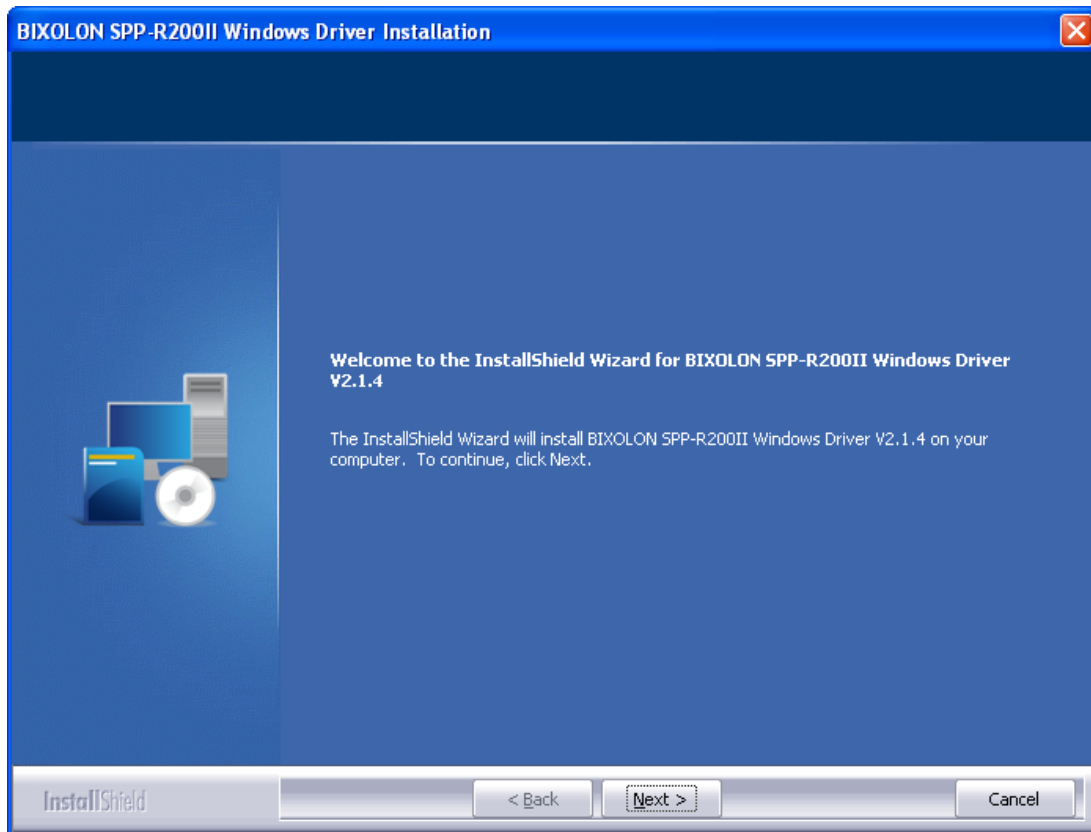 BIXOLON SPP-R200II Windows Driver Installation
Welcome to the InstallShield Wizard for BIXOLON SPP-R200II Windows Driver
V2.1.4
The InstallShield Wizard will install BIXOLON SPP-R200II Windows Driver V2.1.4 on your
computer. To continue, click Next.
InstallShield
< Back
Next >
Cancel